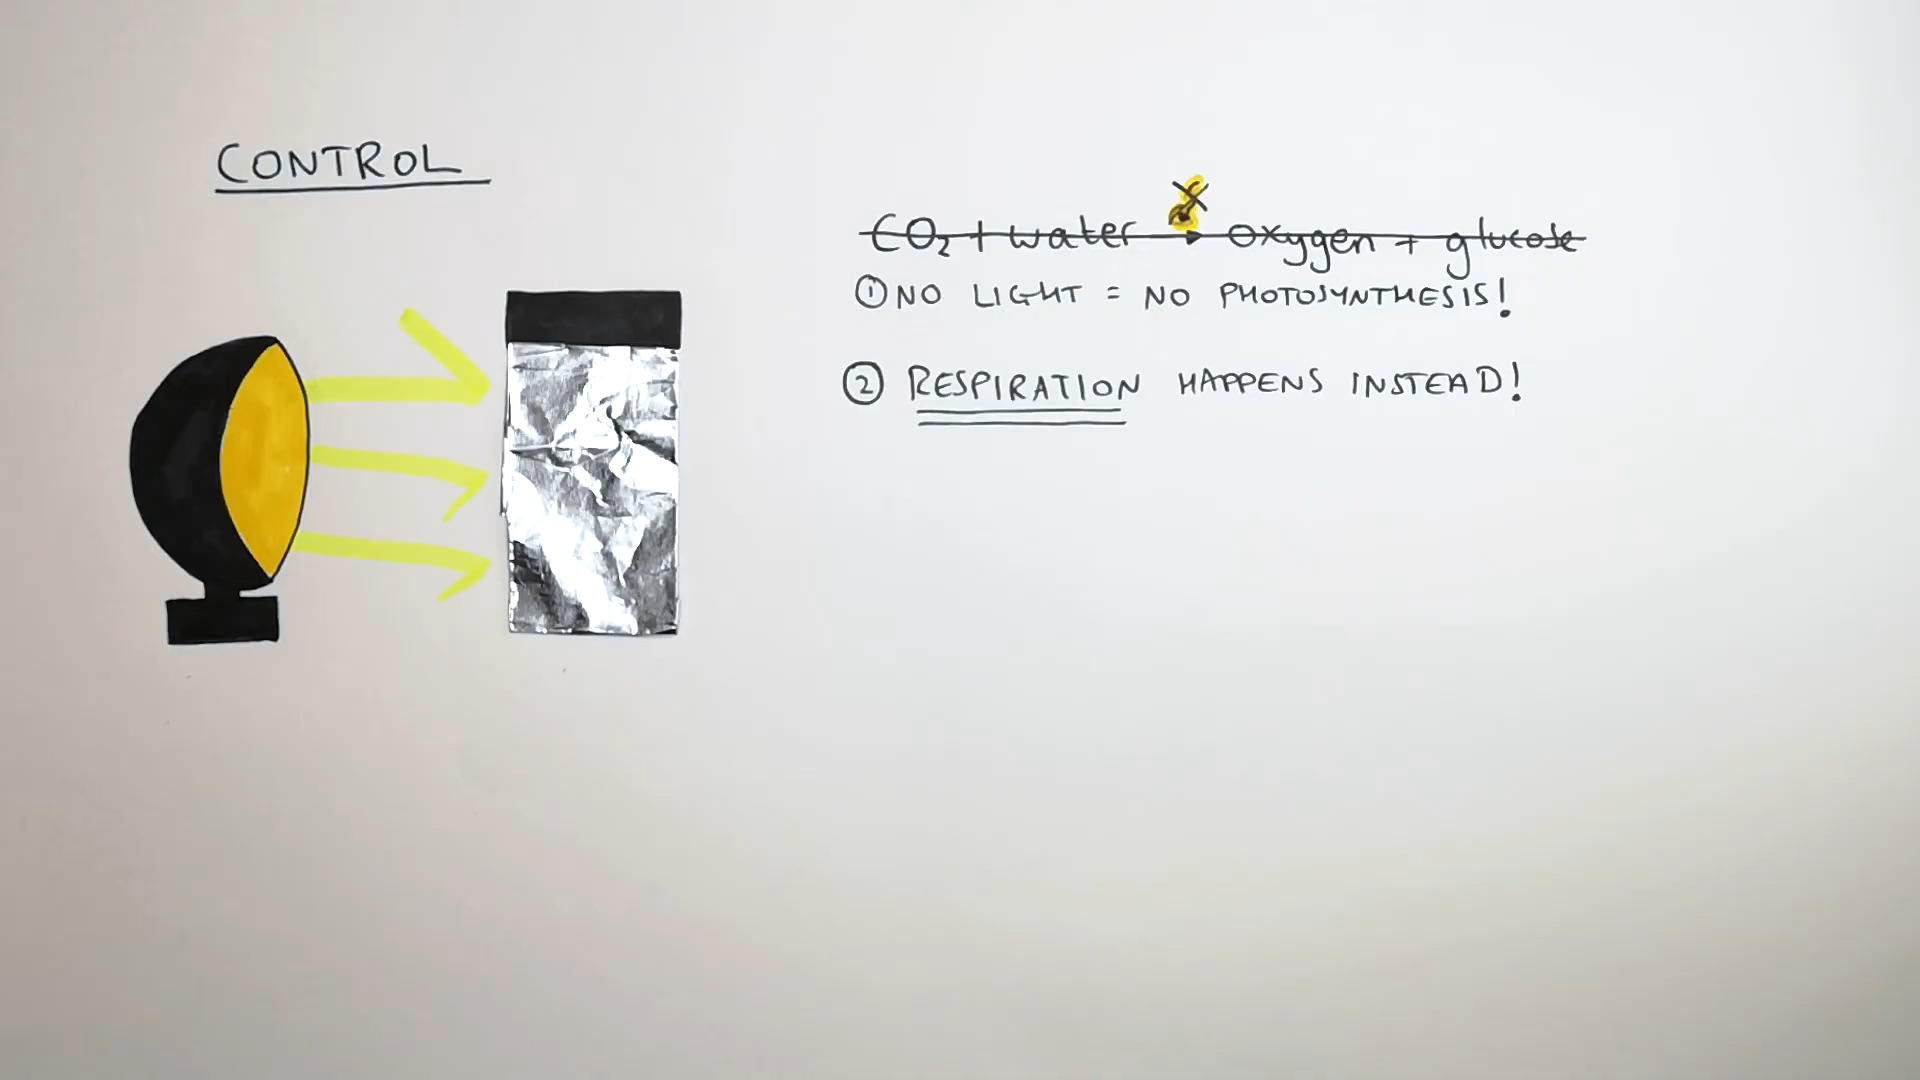 CONTROL
CO₂ + water → oxygen + glucose
① NO LIGHT = NO PHOTOSYNTHESIS!
② RESPIRATION HAPPENS INSTEAD!